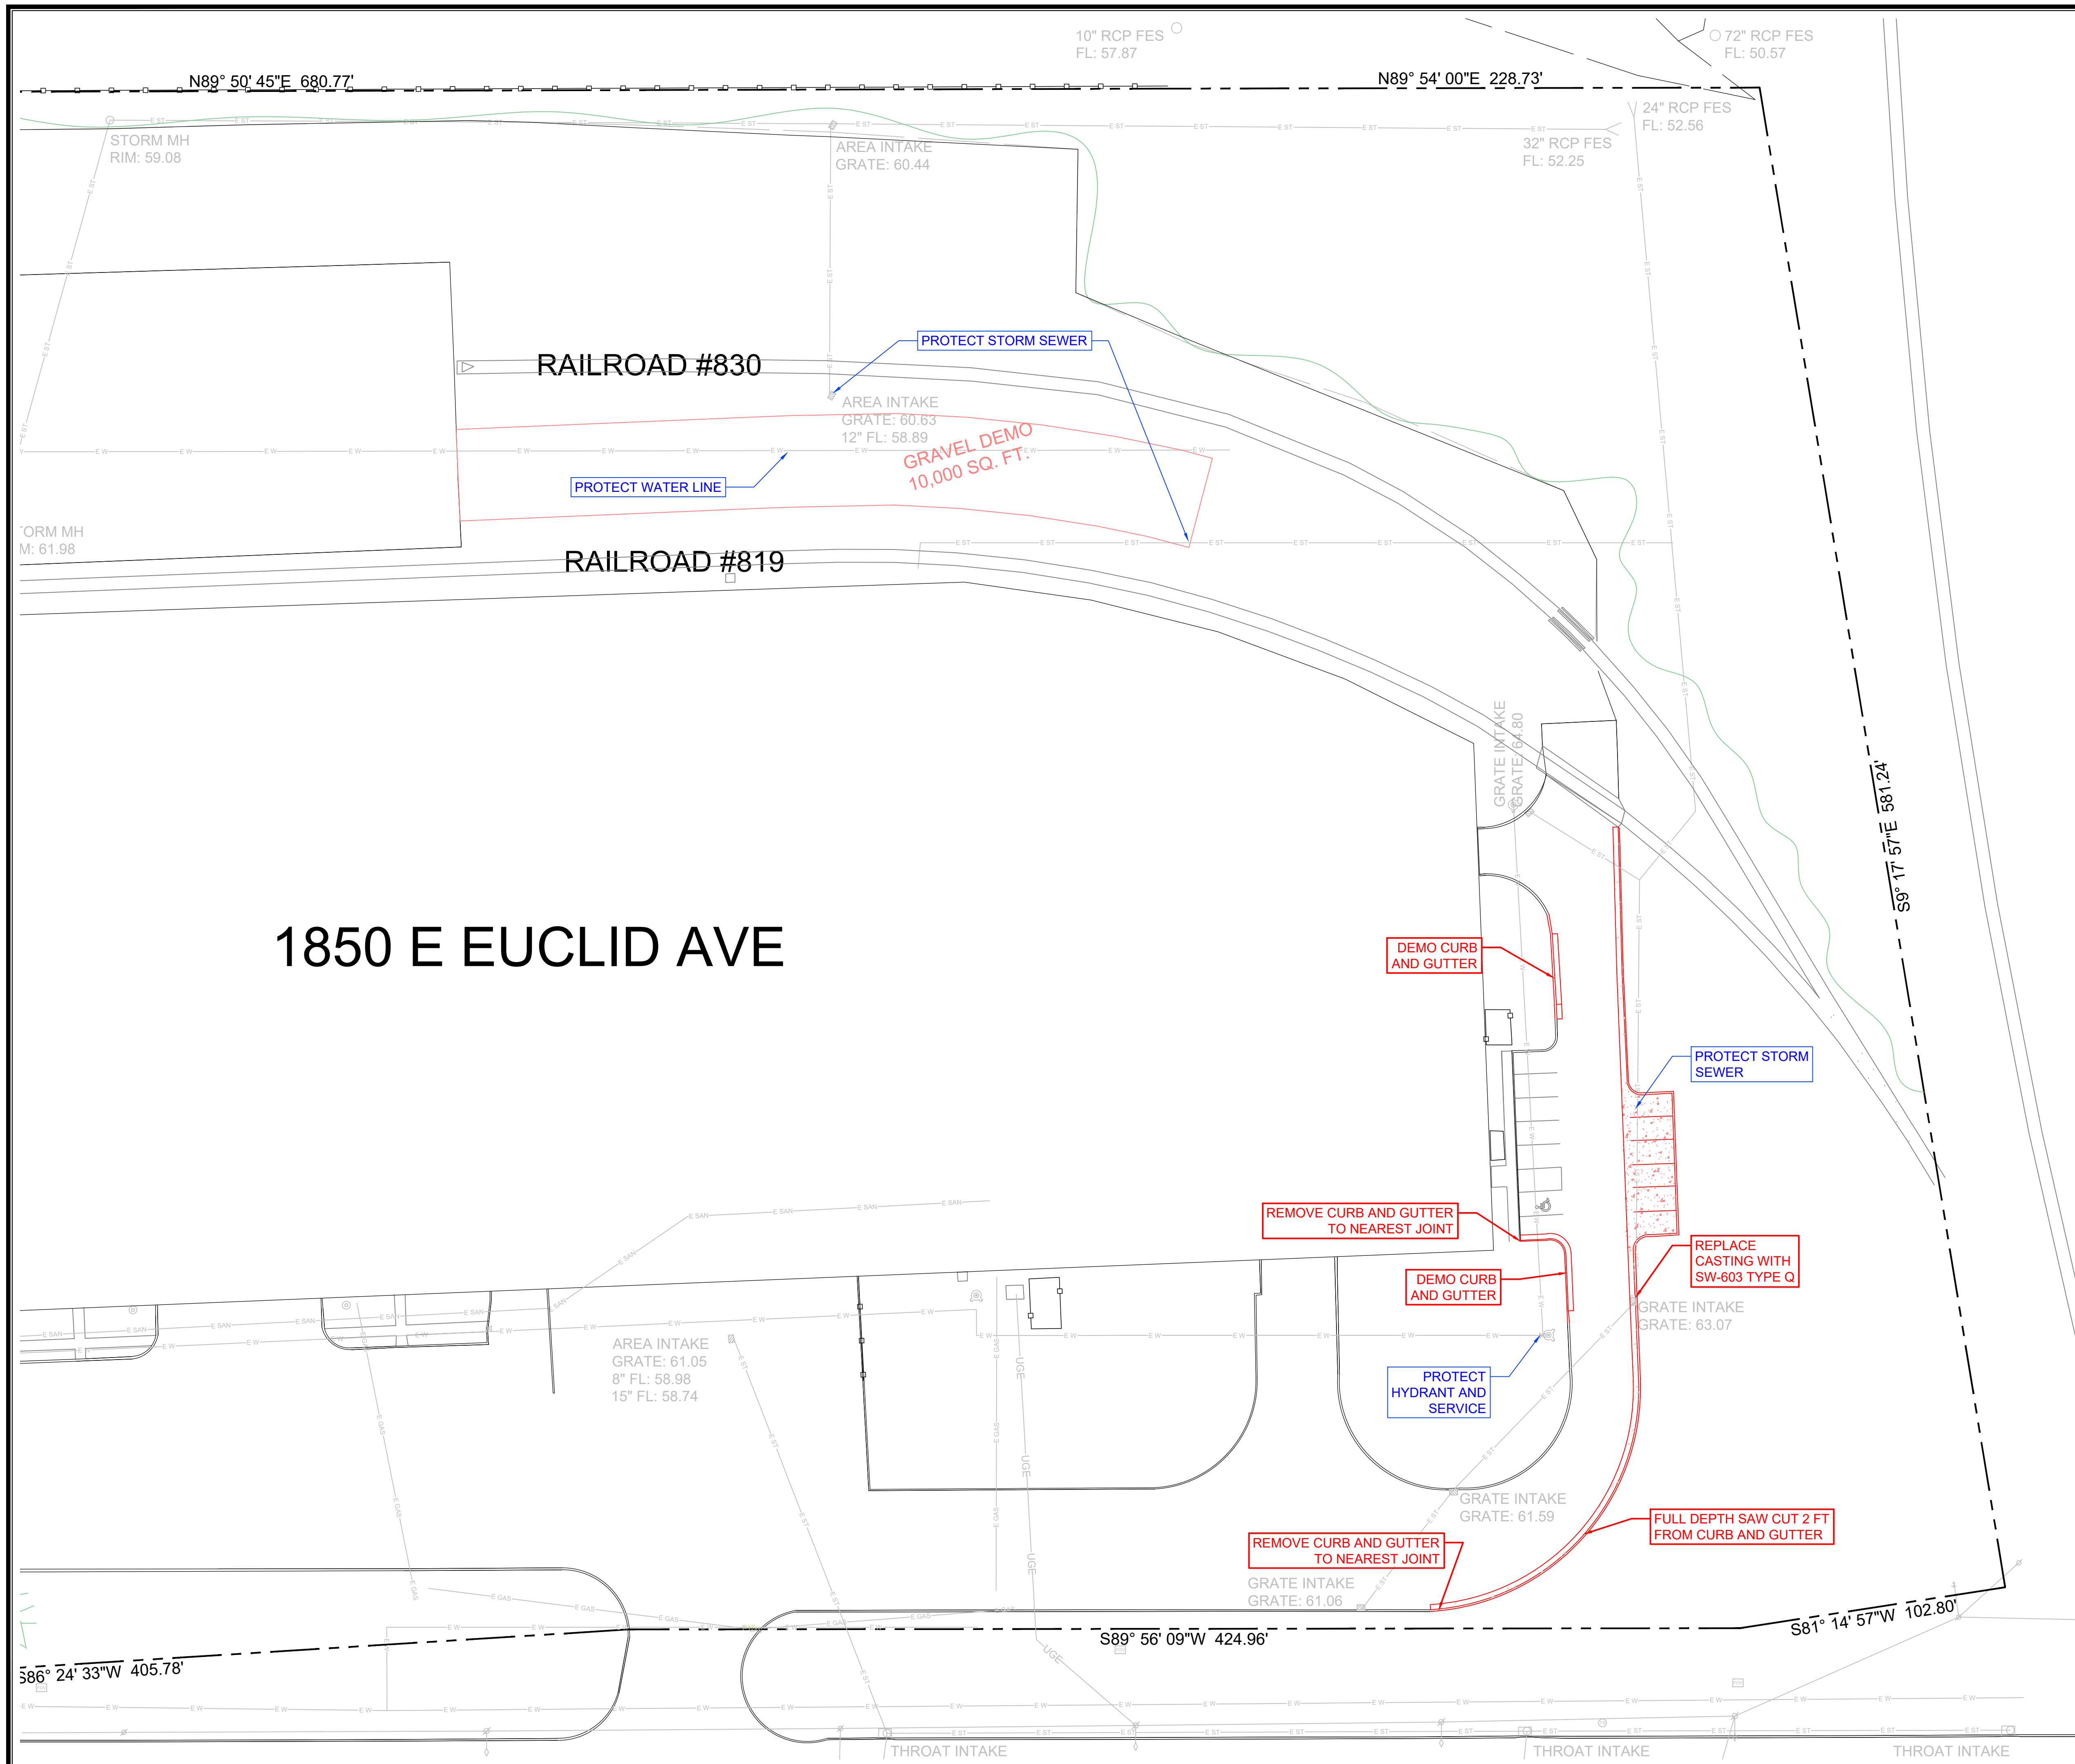 10" RCP FES
FL: 57.87
72" RCP FES
FL: 50.57
N89° 50' 45"E 680.77'
N89° 54' 00"E 228.73'
24" RCP FES
FL: 52.56
STORM MH
RIM: 59.08
AREA INTAKE
GRATE: 60.44
32" RCP FES
FL: 52.25
PROTECT STORM SEWER
RAILROAD #830
AREA INTAKE
GRATE: 60.63
12" FL: 58.89
GRAVEL DEMO
10,000 SQ. FT.
PROTECT WATER LINE
RAILROAD #819
GRATE INTAKE
GRATE: 64.80
S9° 17' 57"E 581.24'
1850 E EUCLID AVE
DEMO CURB
AND GUTTER
PROTECT STORM
SEWER
REMOVE CURB AND GUTTER
TO NEAREST JOINT
REPLACE
CASTING WITH
SW-603 TYPE Q
DEMO CURB
AND GUTTER
GRATE INTAKE
GRATE: 63.07
AREA INTAKE
GRATE: 61.05
8" FL: 58.98
15" FL: 58.74
PROTECT
HYDRANT AND
SERVICE
GRATE INTAKE
GRATE: 61.59
FULL DEPTH SAW CUT 2 FT
FROM CURB AND GUTTER
REMOVE CURB AND GUTTER
TO NEAREST JOINT
GRATE INTAKE
GRATE: 61.06
S81° 14' 57"W 102.80'
S89° 56' 09"W 424.96'
S86° 24' 33"W 405.78'
E ST
E W
E SAN
E GAS
UGE
THROAT INTAKE
THROAT INTAKE
THROAT INTAKE